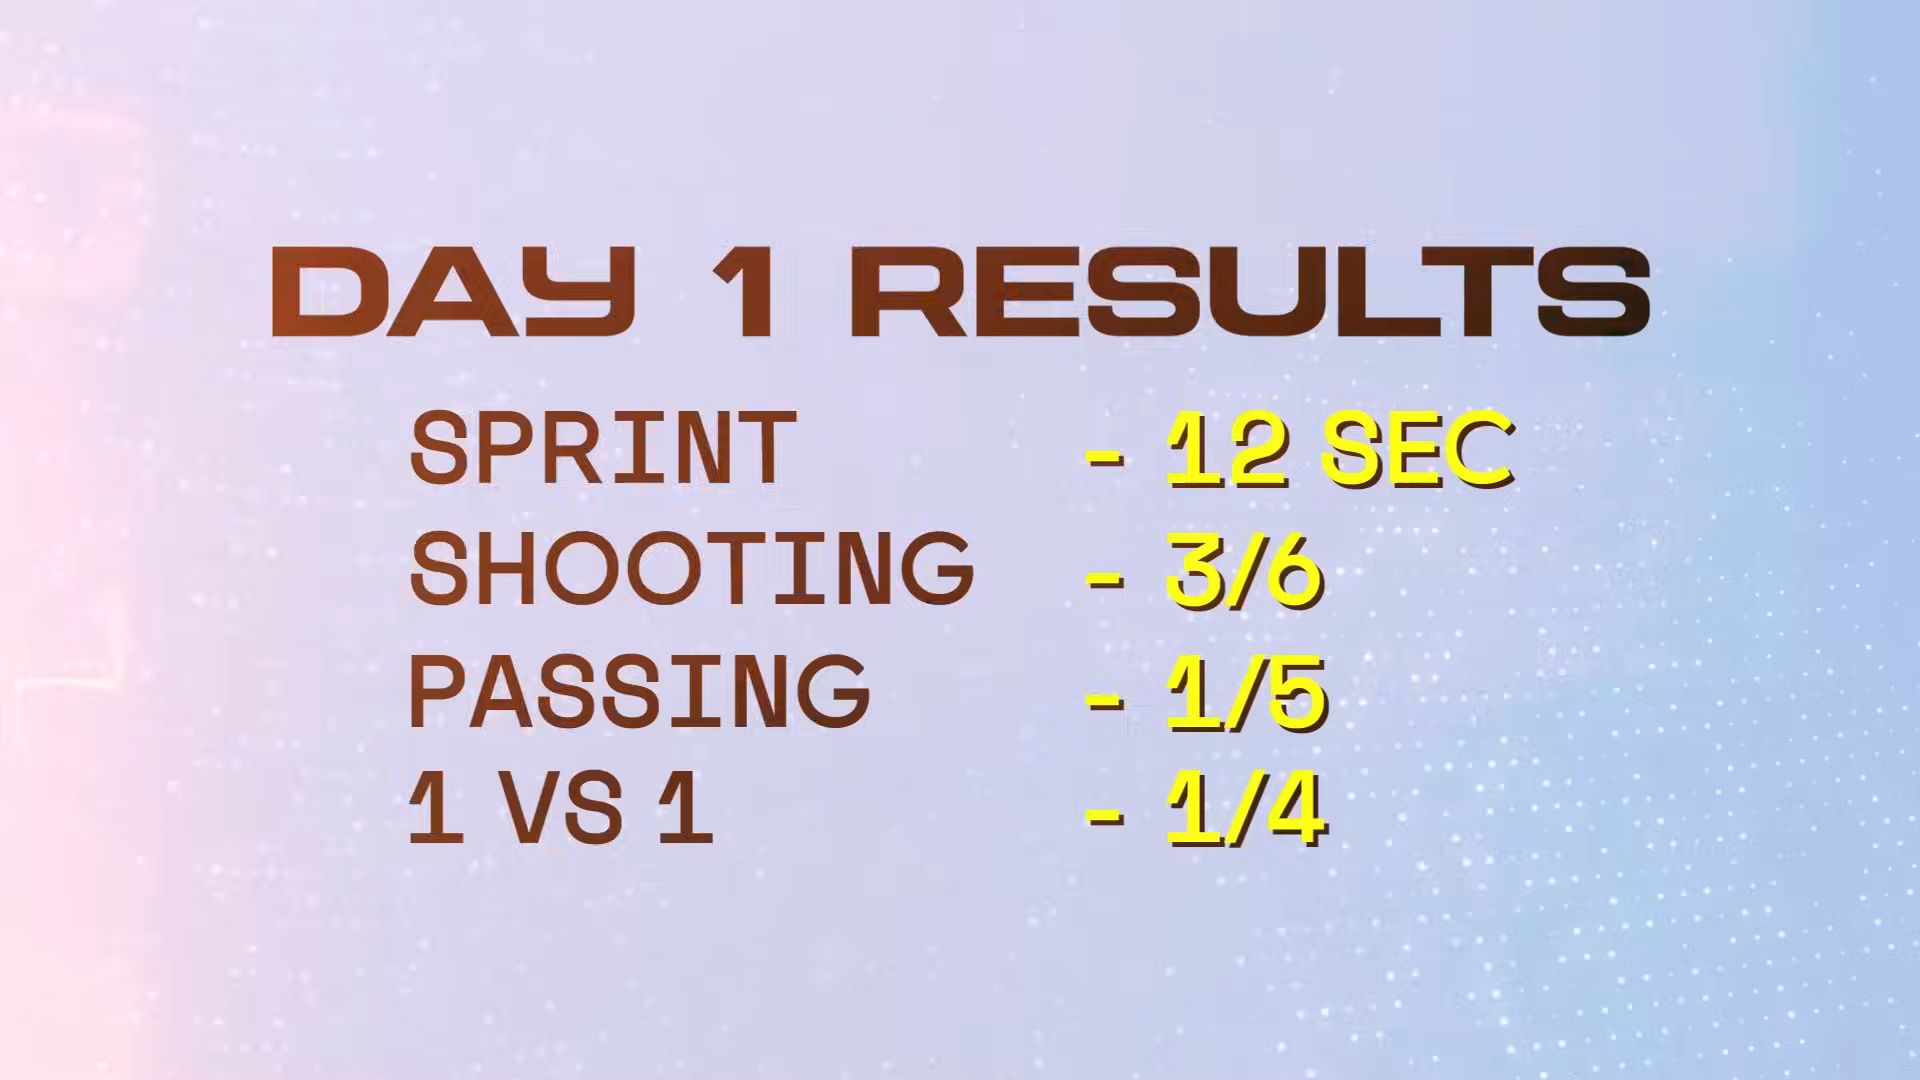 DAY 1 RESULTS
SPRINT - 12 SEC
SHOOTING - 3/6
PASSING - 1/5
1 VS 1 - 1/4